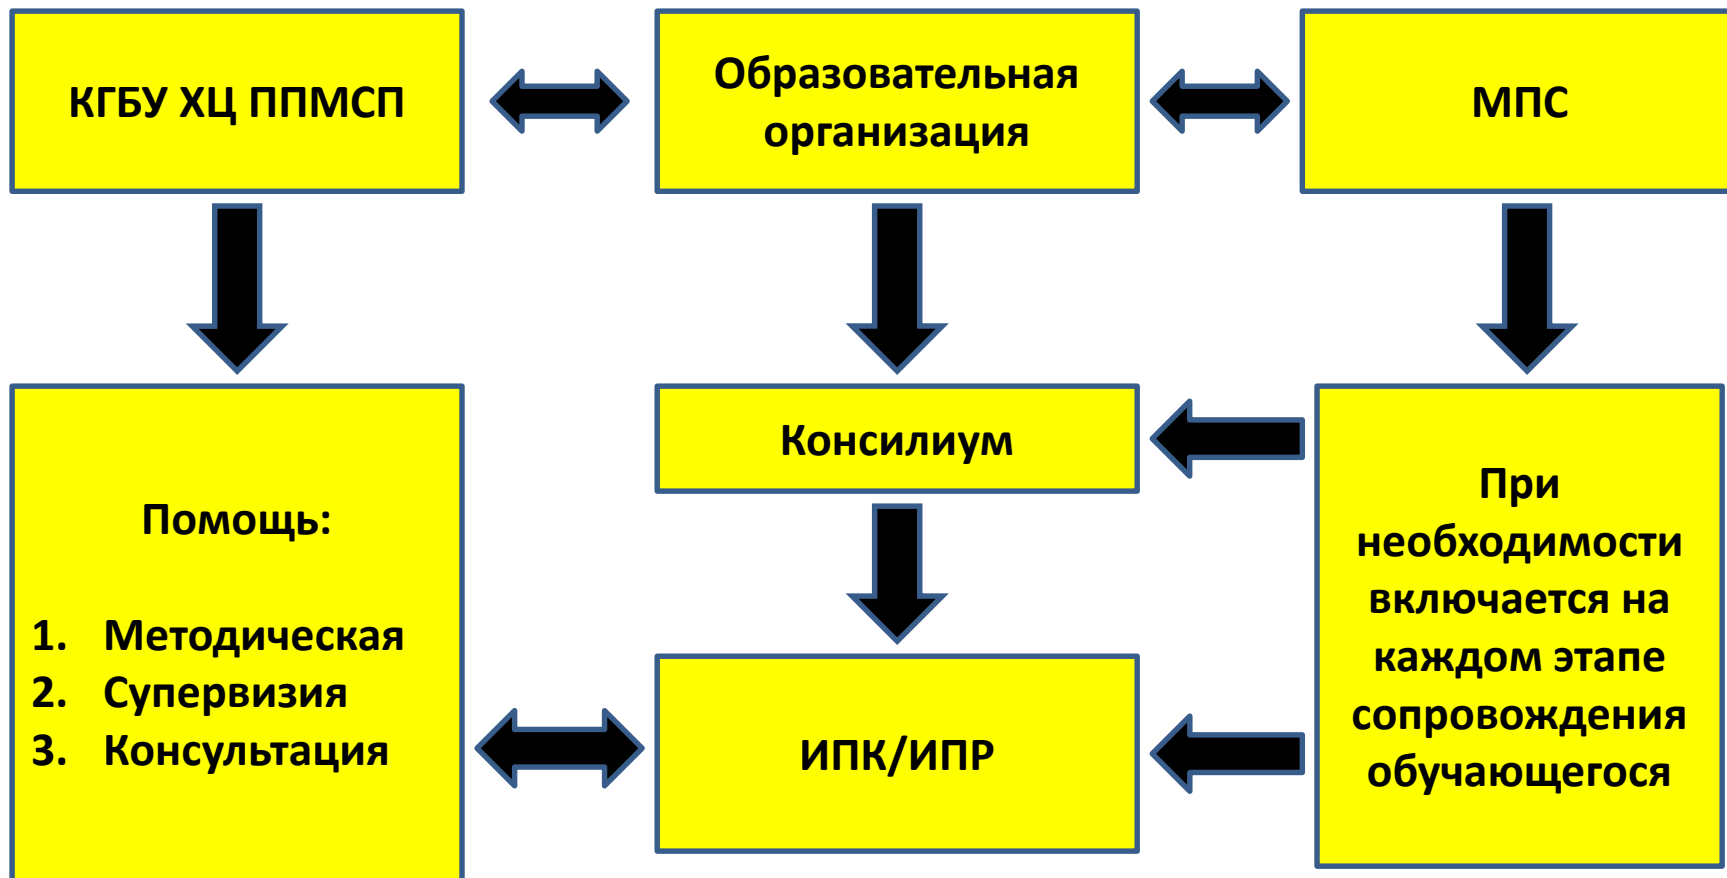 КГБУ ХЦ ППМСП
Образовательная
организация
МПС
Помощь:
1. Методическая
2. Супервизия
3. Консультация
Консилиум
ИПК/ИПР
При
необходимости
включается на
каждом этапе
сопровождения
обучающегося